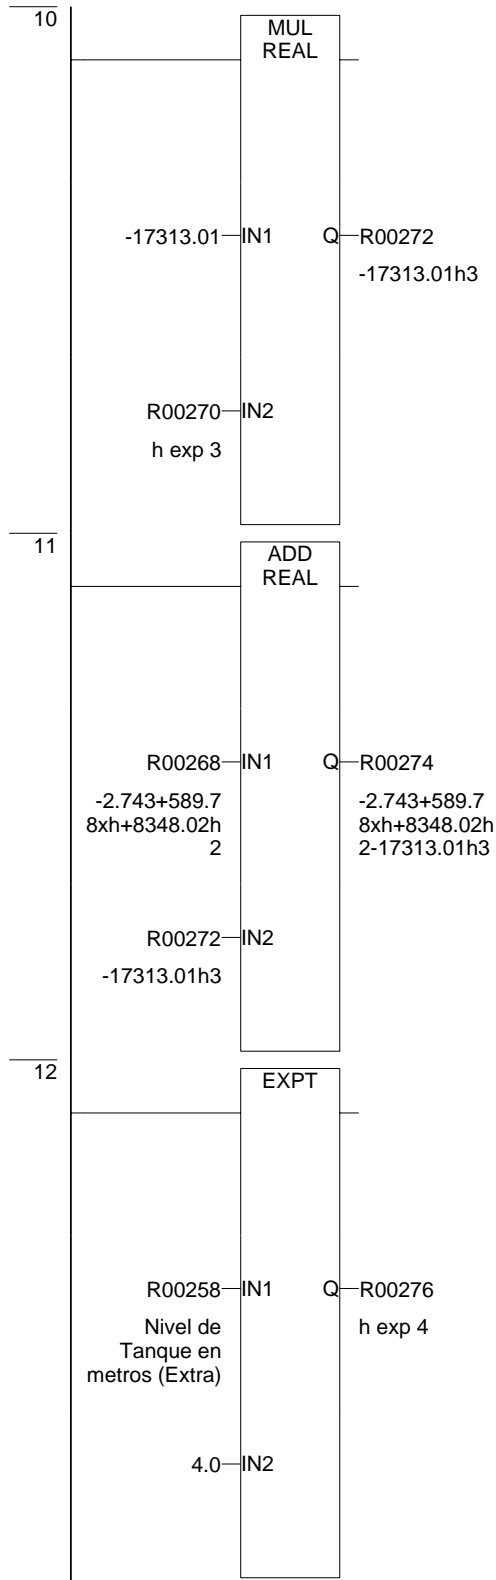 10
MUL
REAL
-17313.01 IN1 Q R00272
-17313.01h3
R00270 IN2
h exp 3
11
ADD
REAL
R00268 IN1 Q R00274
-2.743+589.7 -2.743+589.7
8xh+8348.02h 8xh+8348.02h
2 2-17313.01h3
R00272 IN2
-17313.01h3
12
EXPT
R00258 IN1 Q R00276
Nivel de h exp 4
Tanque en
metros (Extra)
4.0 IN2